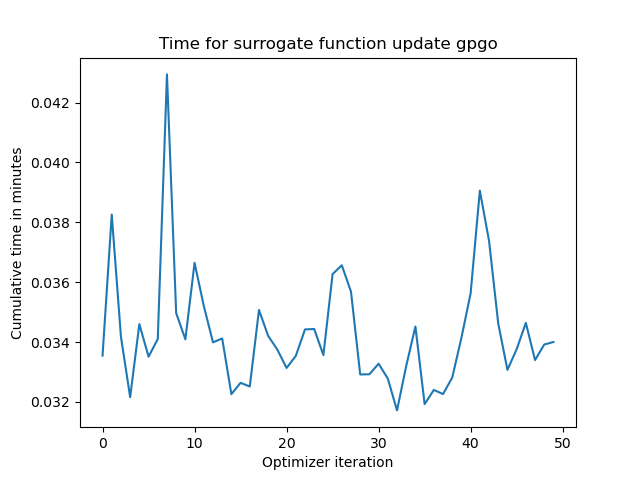 Time for surrogate function update gpgo
Cumulative time in minutes
0.042
0.040
0.038
0.036
0.034
0.032
0 10 20 30 40 50
Optimizer iteration